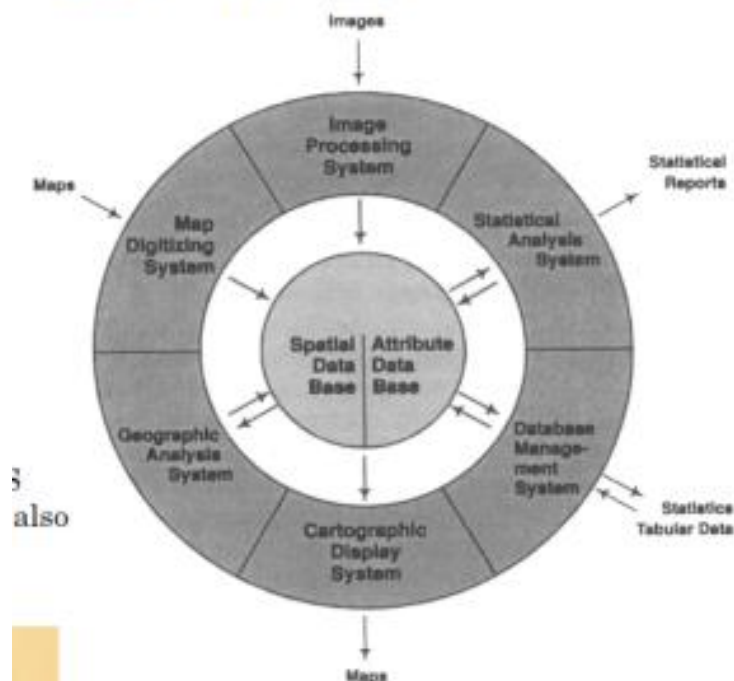 Images
Image
Processing
System
Statistical
Reports
Maps
Map
Digitizing
System
Statistical
Analysis
System
Spatial
Data
Base
Attribute
Data
Base
Geographic
Analysis
System
Database
Manage-
ment
System
s
also
Statistics
Tabular Data
Cartographic
Display
System
Maps